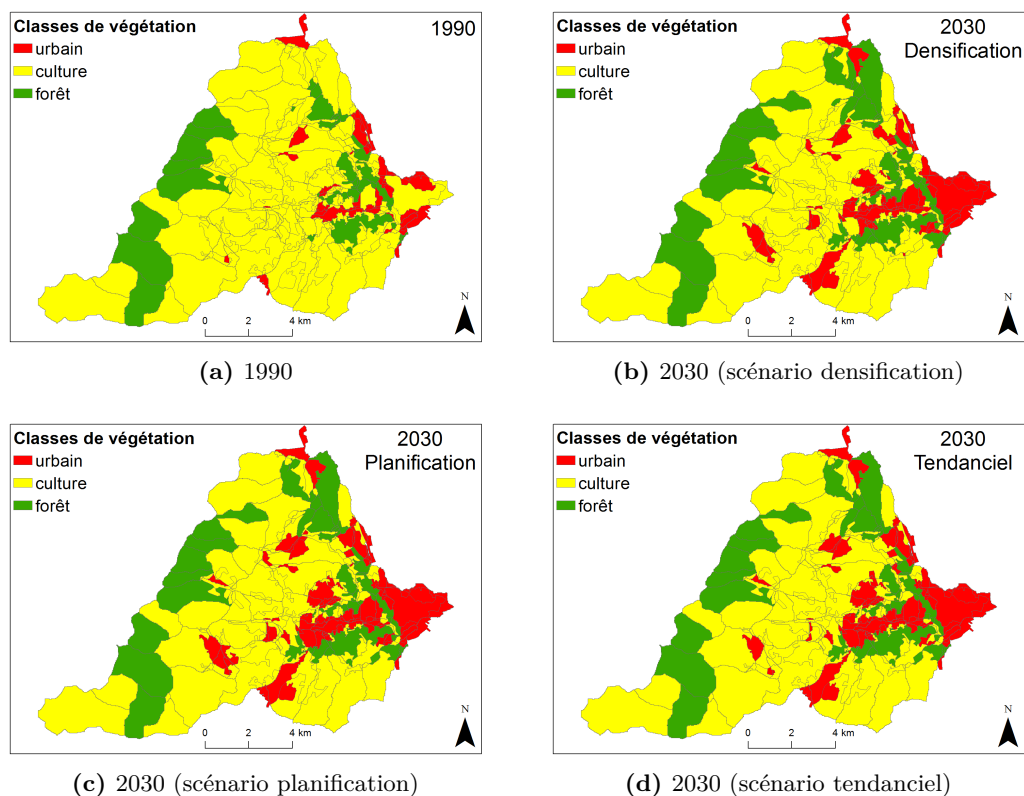 Classes de végétation
1990
urbain
culture
forêt
N
0 2 4 km
(a) 1990
Classes de végétation
2030
Densification
urbain
culture
forêt
N
0 2 4 km
(b) 2030 (scénario densification)
Classes de végétation
2030
Planification
urbain
culture
forêt
N
0 2 4 km
(c) 2030 (scénario planification)
Classes de végétation
2030
Tendanciel
urbain
culture
forêt
N
0 2 4 km
(d) 2030 (scénario tendanciel)